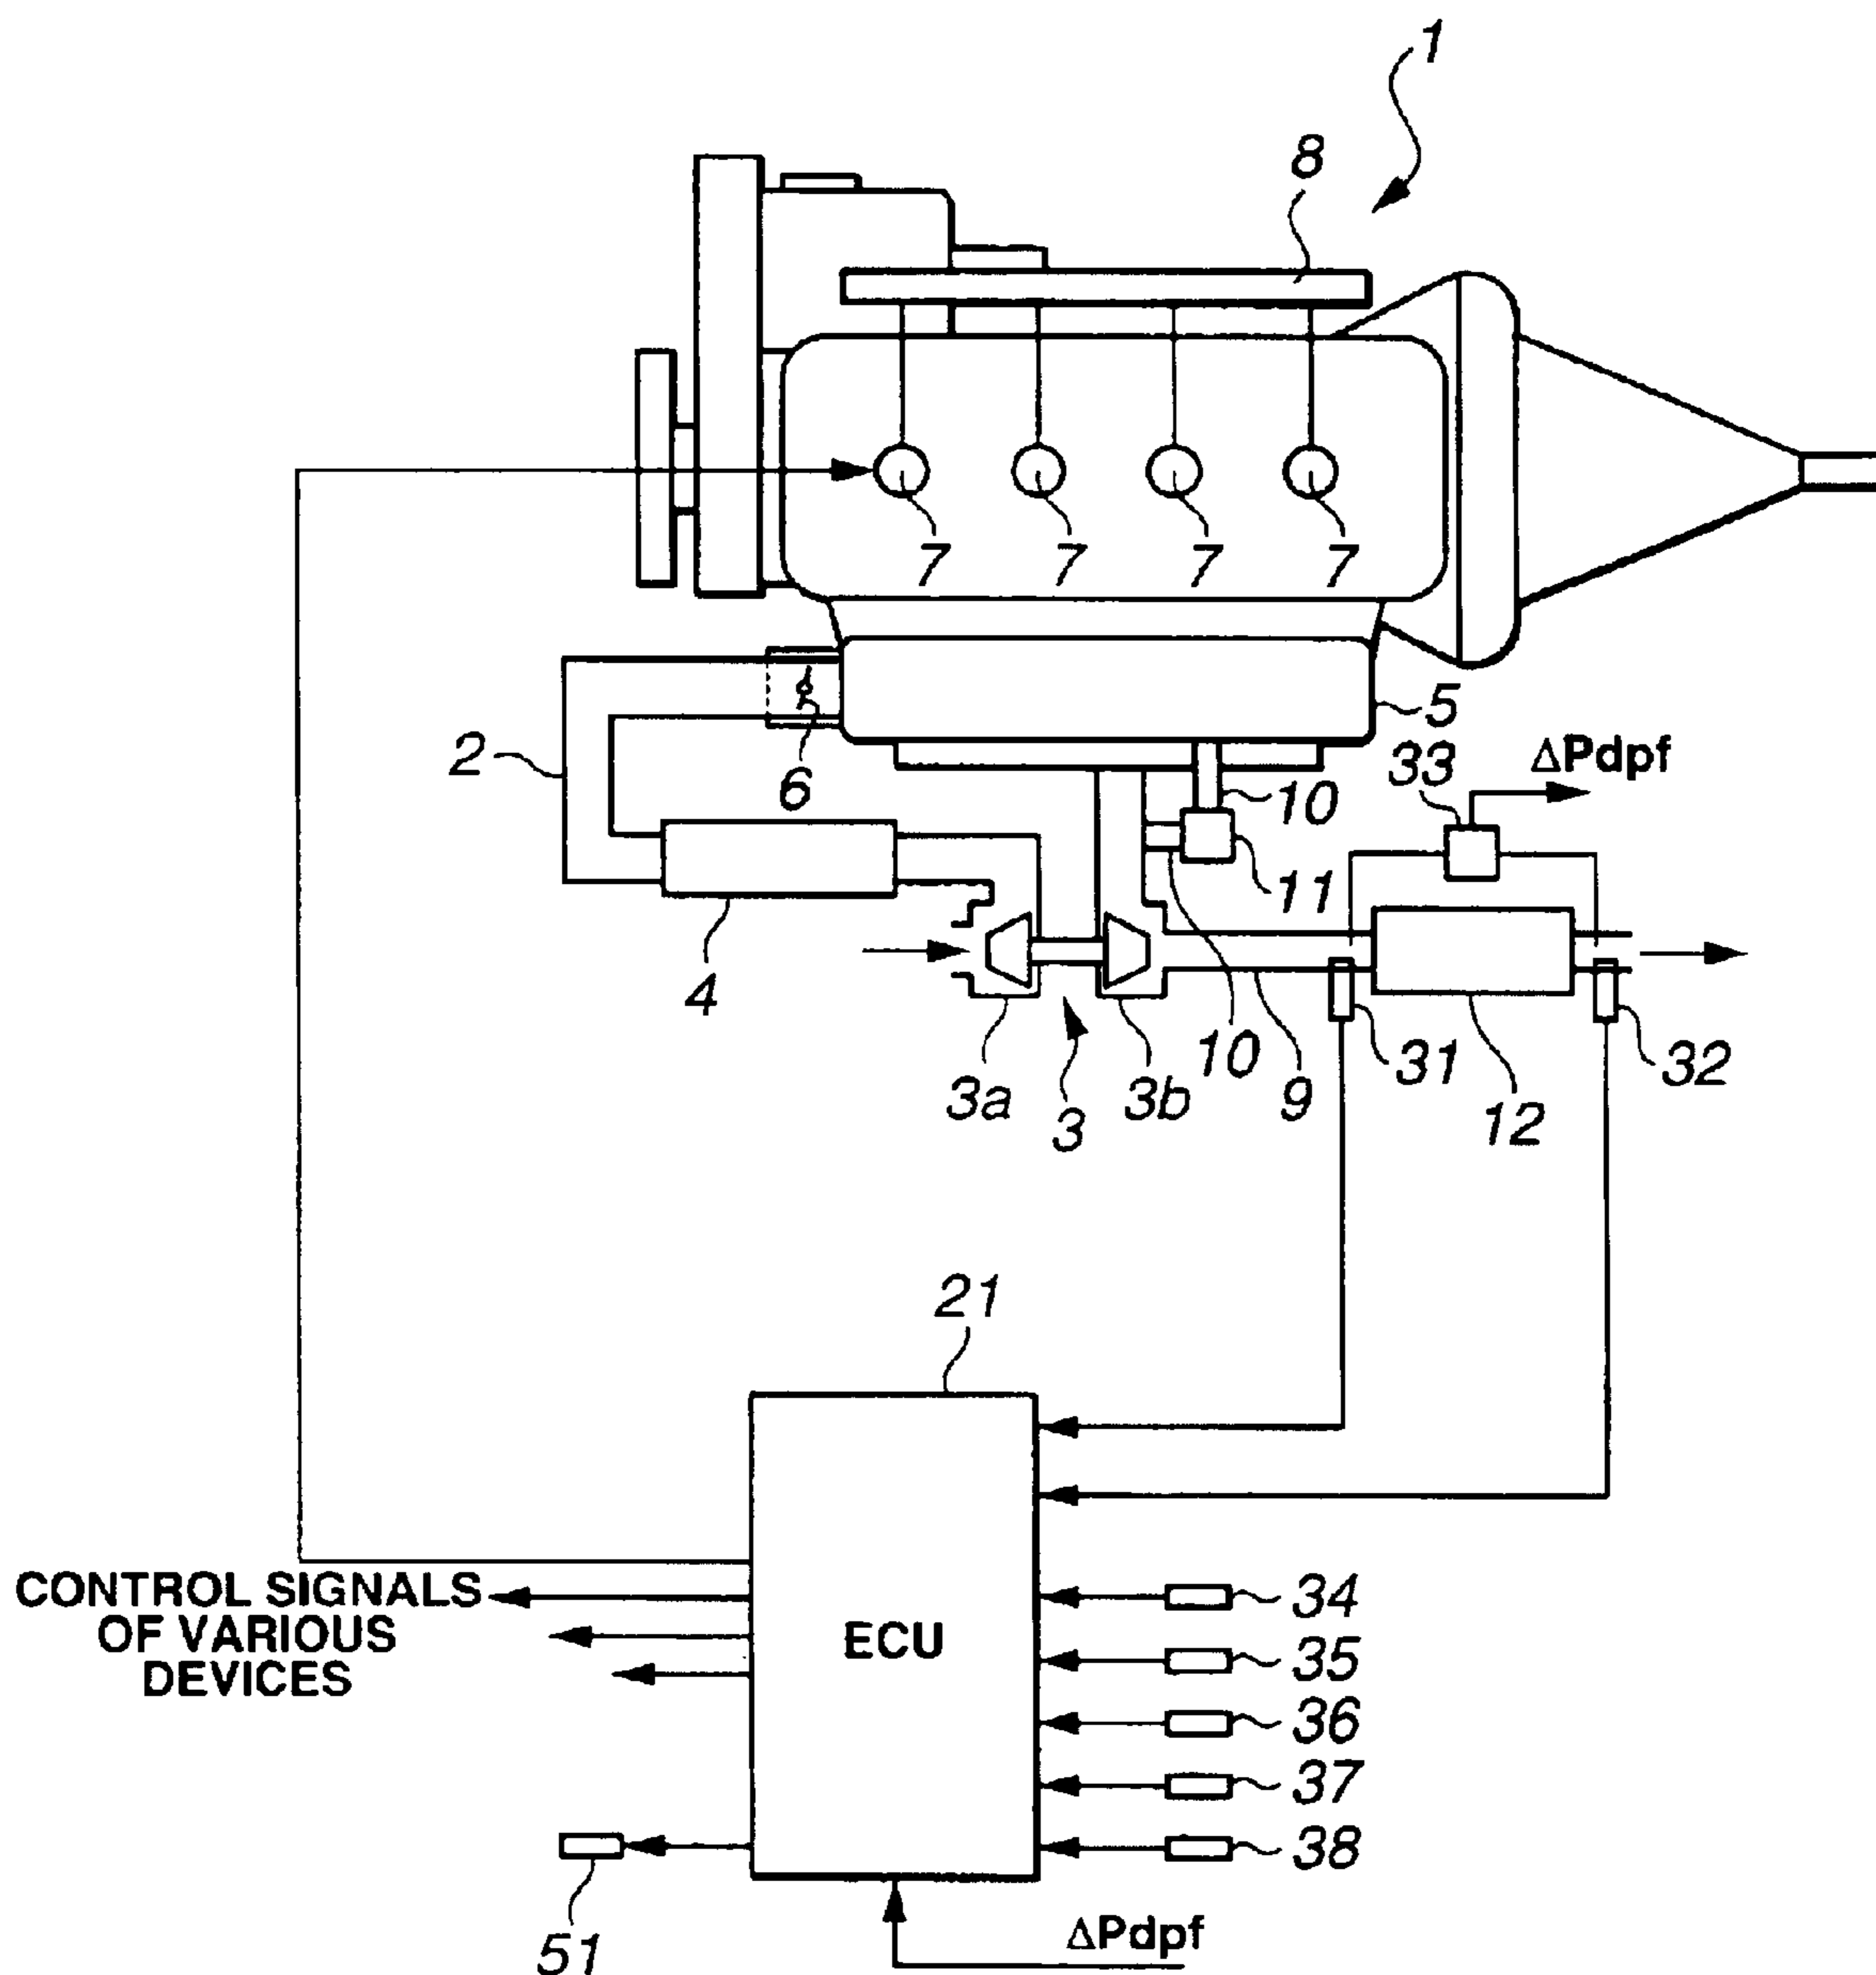 1
8
7 7 7 7
5
2
6
33
ΔPdpf
10
11
4
10
31
32
3a
3b
9
3
12
21
CONTROL SIGNALS
OF VARIOUS
DEVICES
ECU
34
35
36
37
38
51
ΔPdpf